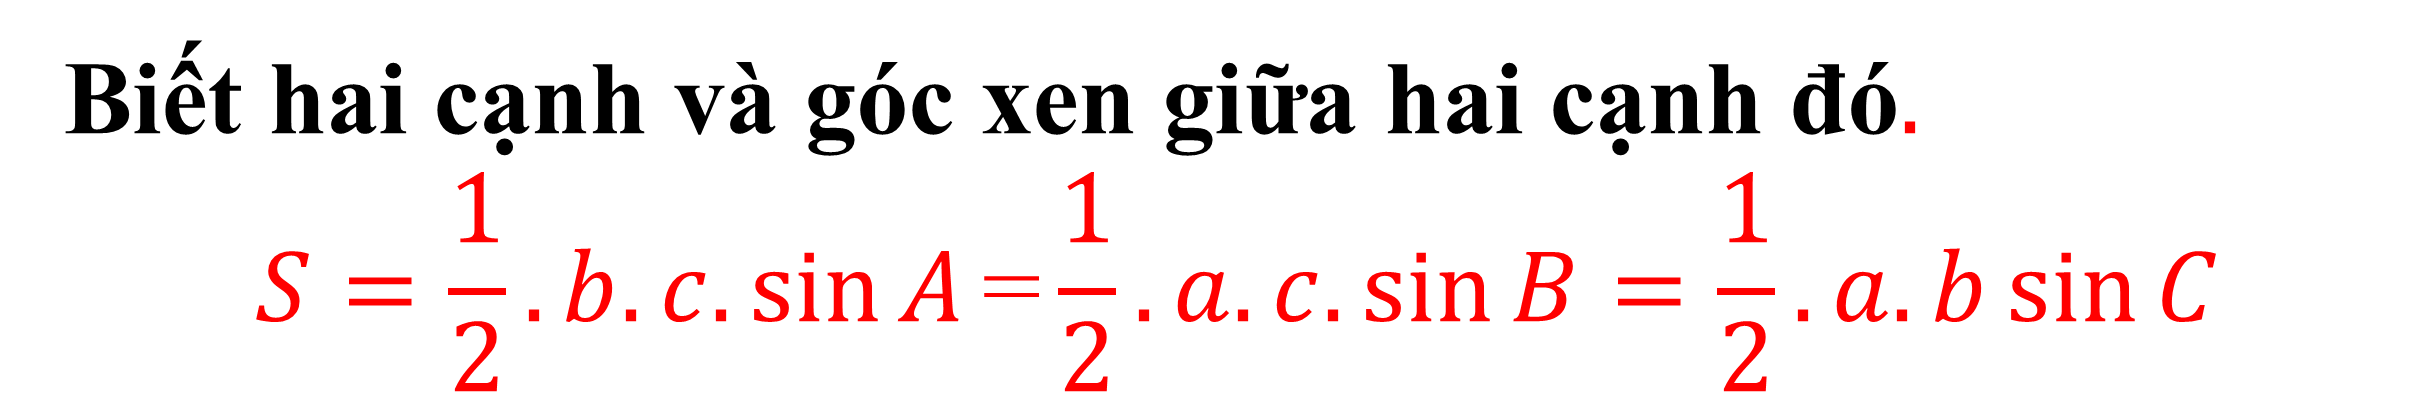 Biết hai cạnh và góc xen giữa hai cạnh đó.
S = 1/2 . b. c. sin A = 1/2 . a. c. sin B = 1/2 . a. b sin C